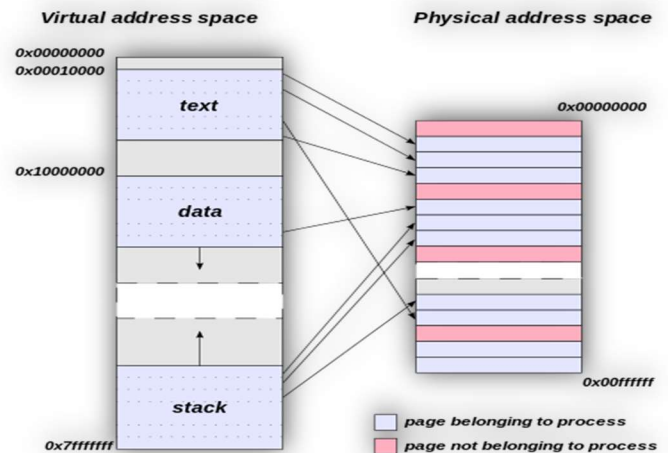 Virtual address space
Physical address space
0x00000000
0x00010000
text
0x00000000
0x10000000
data
stack
0x00ffffff
page belonging to process
0x7fffffff
page not belonging to process